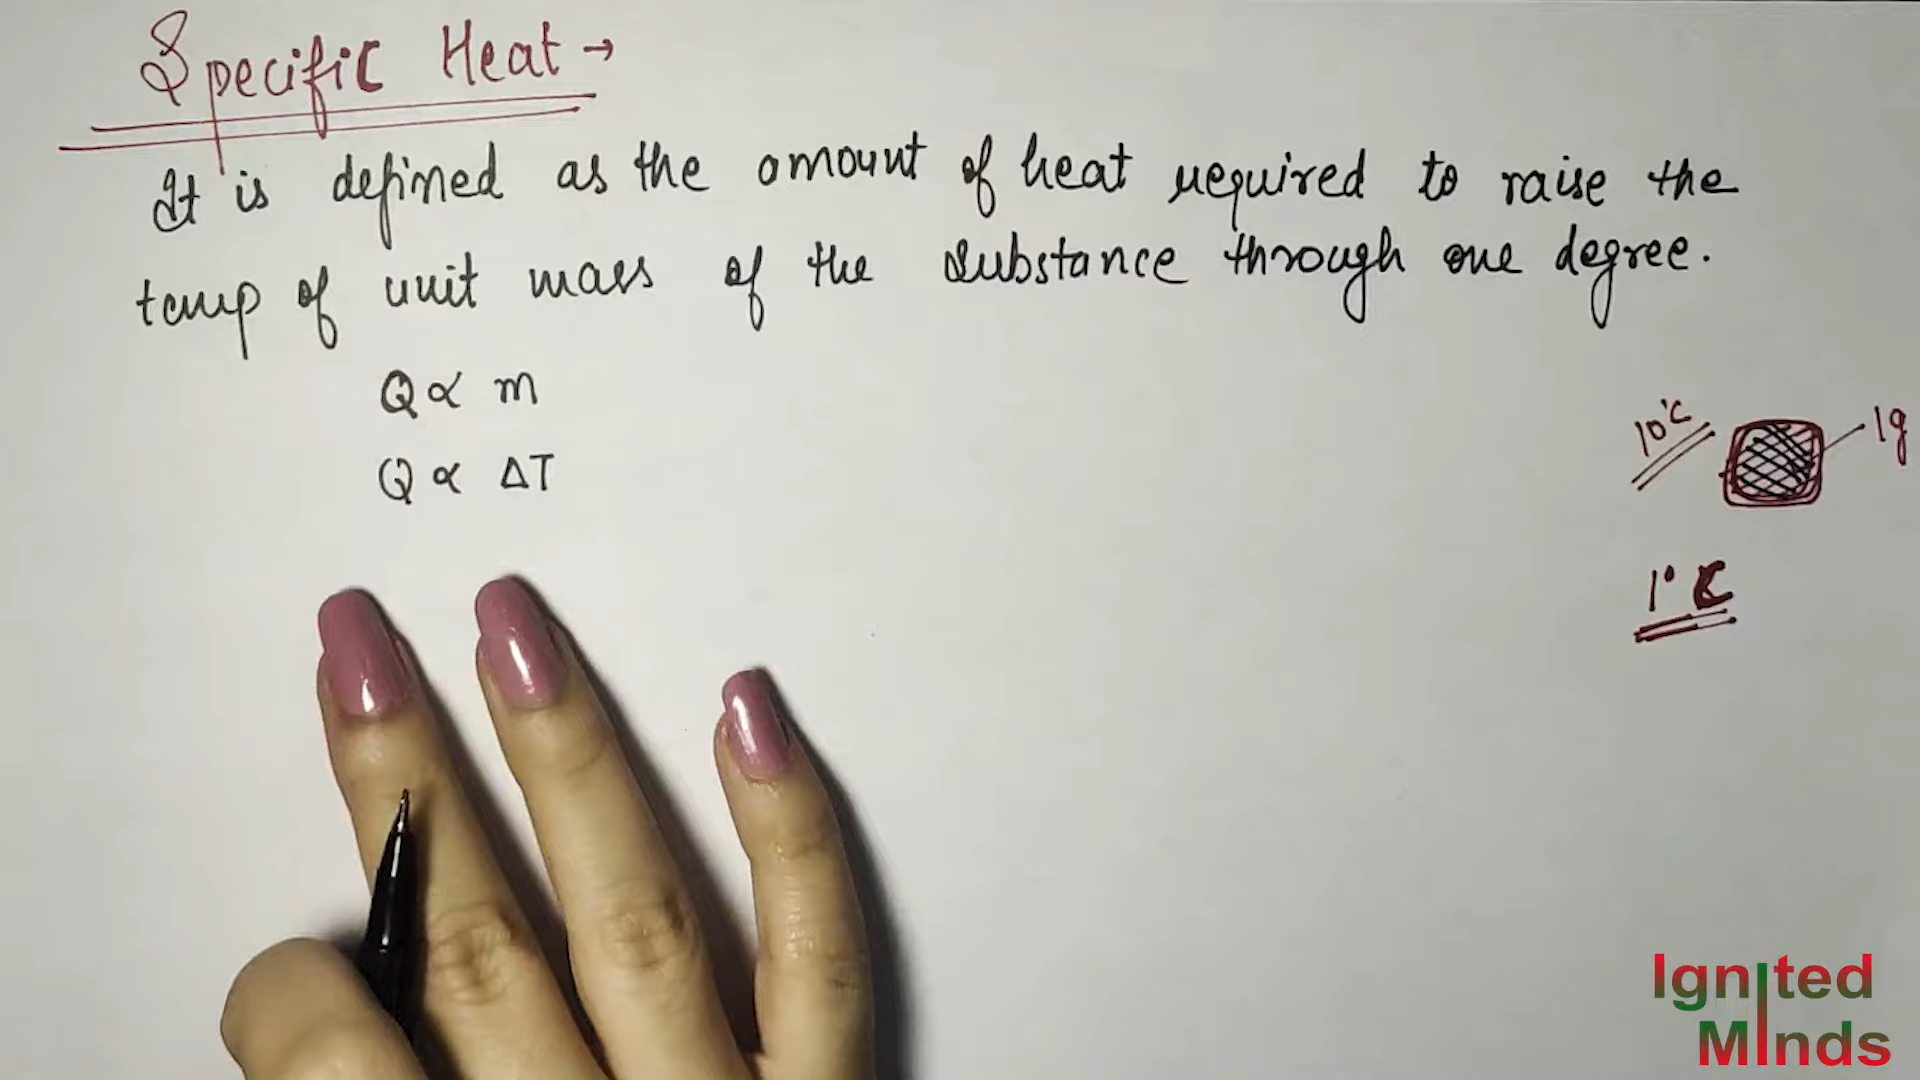 Specific Heat →
It is defined as the amount of heat required to raise the
temp of unit mass of the substance through one degree.
Q ∝ m
Q ∝ ΔT
10°C
1g
1°C
Ignited
Minds